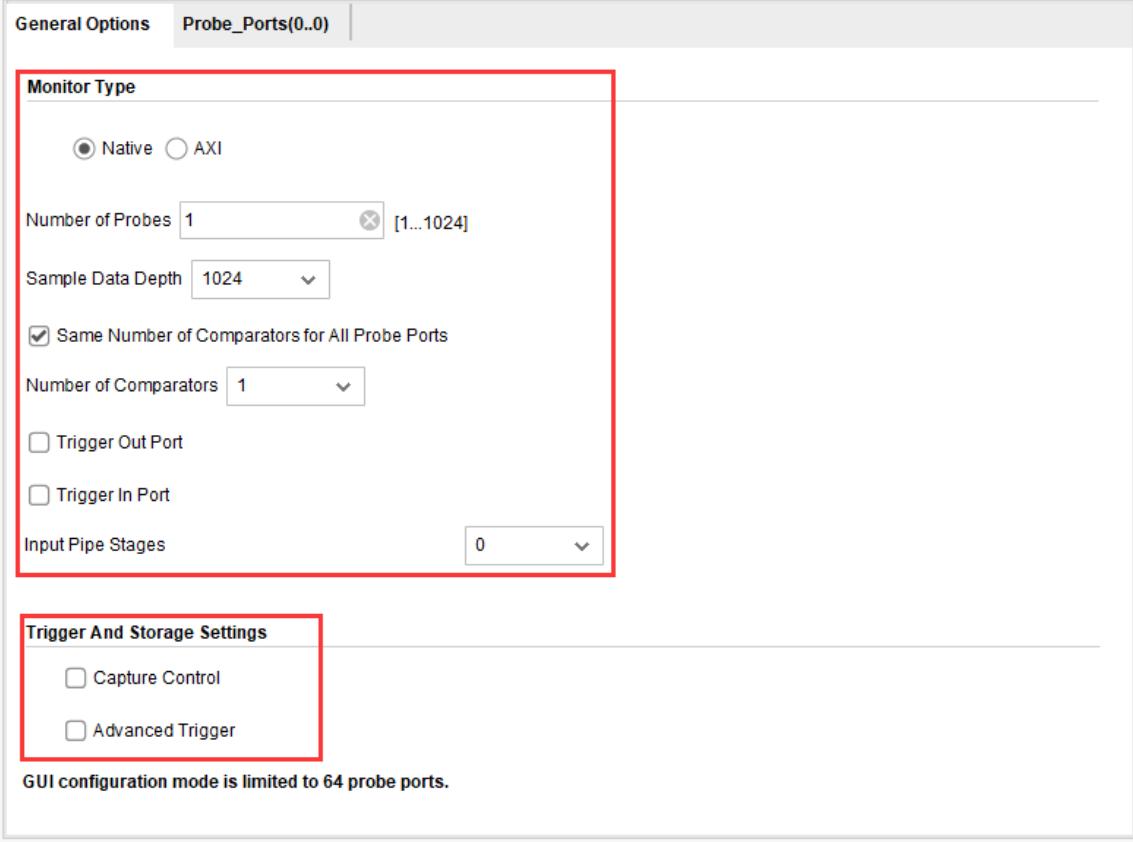 General Options Probe_Ports(0..0)
Monitor Type
Native AXI
Number of Probes 1 [1...1024]
Sample Data Depth 1024
Same Number of Comparators for All Probe Ports
Number of Comparators 1
Trigger Out Port
Trigger In Port
Input Pipe Stages 0
Trigger And Storage Settings
Capture Control
Advanced Trigger
GUI configuration mode is limited to 64 probe ports.